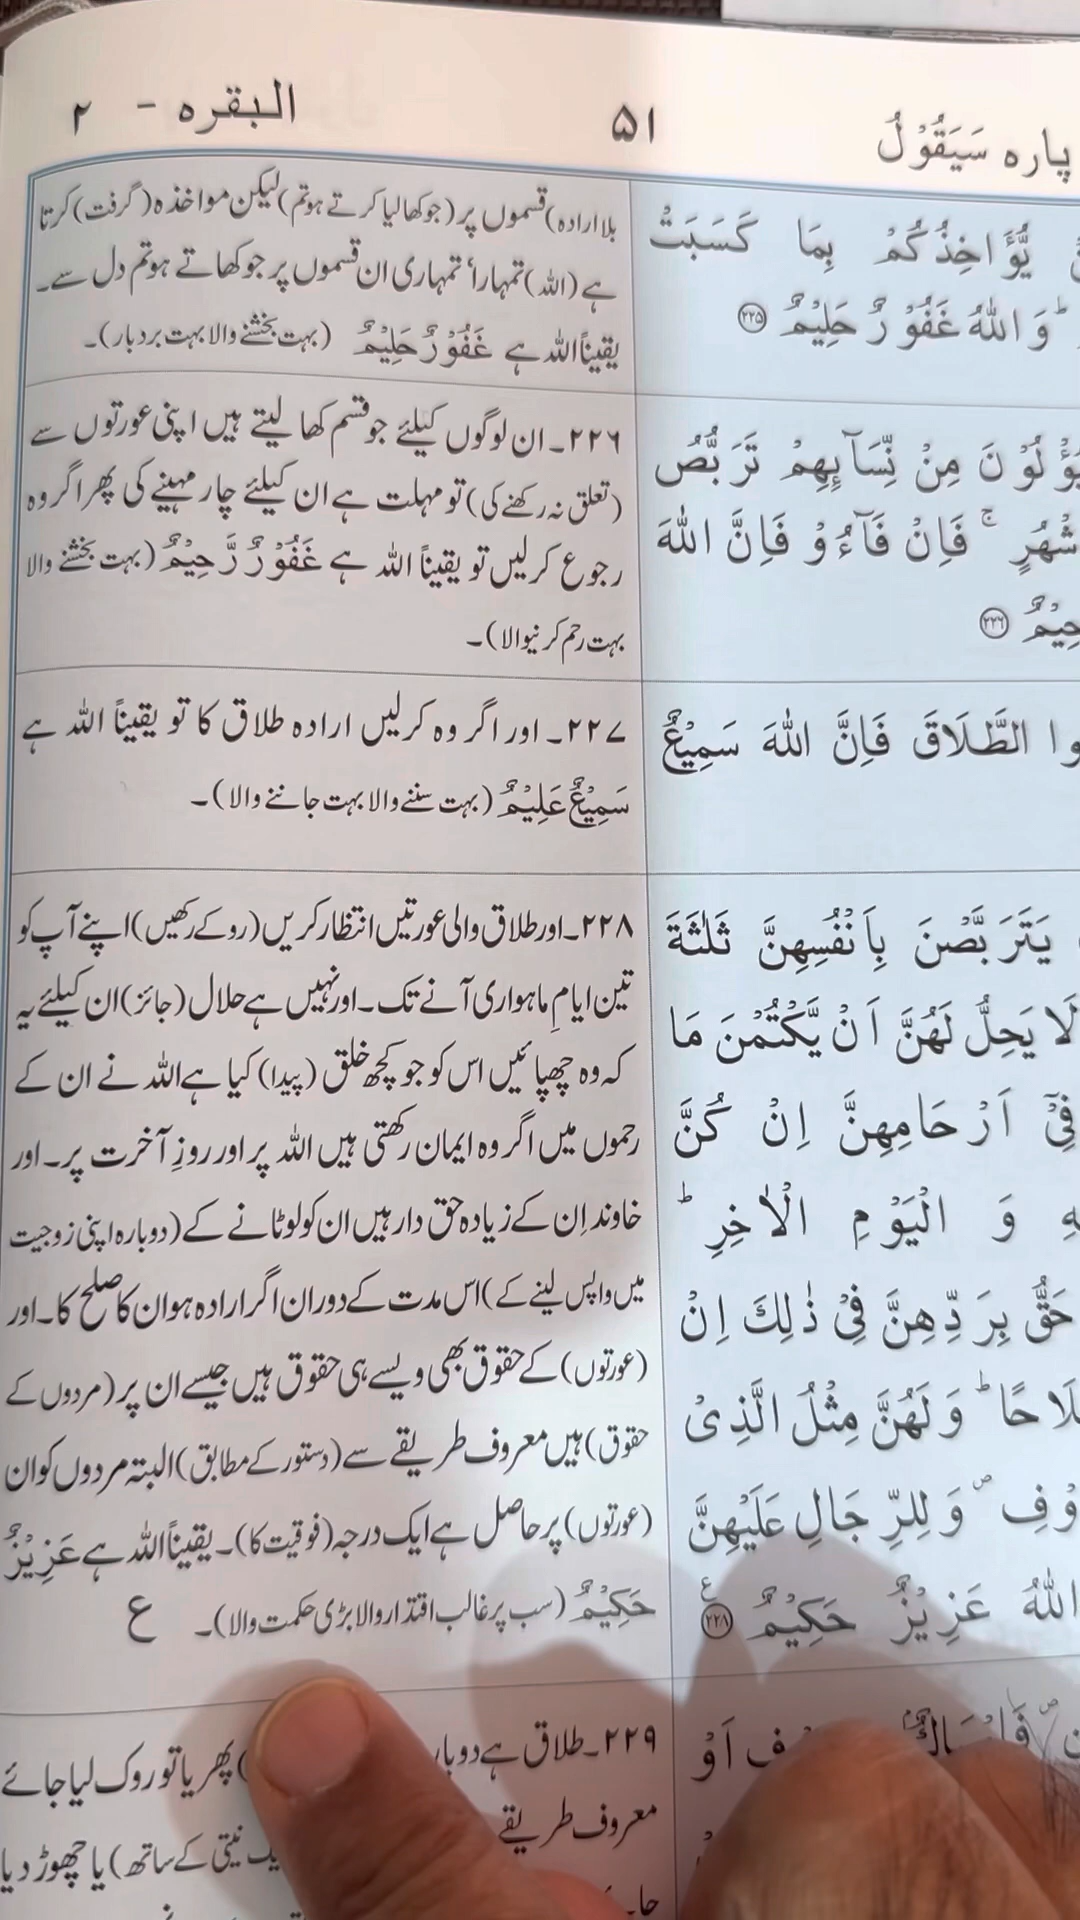 پارہ سَيَقُوْلُ
۵۱
البقرہ - ۲
يُّؤَاخِذُكُمْ بِمَا كَسَبَتْ
وَاللّٰهُ غَفُوْرٌ حَلِيْمٌ ۝۲۲۵
مِنْ نِّسَآىِٕهِمْ تَرَبُّصُ
فَاِنْ فَآءُوْ فَاِنَّ اللّٰهَ
۝۲۲۶
الطَّلَاقَ فَاِنَّ اللّٰهَ سَمِيْعٌ
يَتَرَبَّصْنَ بِاَنْفُسِهِنَّ ثَلٰثَةَ
لَا يَحِلُّ لَهُنَّ اَنْ يَّكْتُمْنَ مَا
فِيْٓ اَرْحَامِهِنَّ اِنْ كُنَّ
وَ الْيَوْمِ الْاٰخِرِ ؕ
بِرَدِّهِنَّ فِيْ ذٰلِكَ اِنْ
وَلَهُنَّ مِثْلُ الَّذِىْ
وَ لِلرِّجَالِ عَلَيْهِنَّ
اللّٰهُ عَزِيْزٌ حَكِيْمٌ ۝۲۲۸ ع
اَوْ
بلا ارادہ) قسموں پر (جو کھا لیا کرتے ہو تم) لیکن مواخذہ (گرفت) کرتا
ہے (اللہ) تمہارا، تمہاری ان قسموں پر جو کھاتے ہو تم دل سے۔
یقیناً اللہ ہے غَفُوْرٌ حَلِيْمٌ (بہت بخشنے والا بہت بردبار)۔
۲۲۶۔ ان لوگوں کیلئے جو قسم کھا لیتے ہیں اپنی عورتوں سے
(تعلق نہ رکھنے کی) تو مہلت ہے ان کیلئے چار مہینے کی پھر اگر وہ
رجوع کرلیں تو یقیناً اللہ ہے غَفُوْرٌ رَّحِيْمٌ (بہت بخشنے والا
بہت رحم کرنیوالا)۔
۲۲۷۔ اور اگر وہ کرلیں ارادہ طلاق کا تو یقیناً اللہ ہے
سَمِيْعٌ عَلِيْمٌ (بہت سننے والا بہت جاننے والا)۔
۲۲۸۔ اور طلاق والی عورتیں انتظار کریں (روکے رکھیں) اپنے آپ کو
تین ایامِ ماہواری آنے تک۔ اور نہیں ہے حلال (جائز) ان کیلئے یہ
کہ وہ چھپائیں اس کو جو کچھ خلق (پیدا) کیا ہے اللہ نے ان کے
رحموں میں اگر وہ ایمان رکھتی ہیں اللہ پر اور روزِ آخرت پر۔ اور
خاوند اِن کے زیادہ حق دار ہیں ان کو لوٹانے کے (دوبارہ اپنی زوجیت
میں واپس لینے کے) اس مدت کے دوران اگر ارادہ ہو ان کا صلح کا۔ اور
(عورتوں) کے حقوق بھی ویسے ہی حقوق ہیں جیسے ان پر (مردوں کے
حقوق) ہیں معروف طریقے سے (دستور کے مطابق) البتہ مردوں کو ان
(عورتوں) پر حاصل ہے ایک درجہ (فوقیت کا)۔ یقیناً اللہ ہے عَزِيْزٌ
حَكِيْمٌ (سب پر غالب اقتدار والا بڑی حکمت والا)۔ ع
۲۲۹۔ طلاق ہے پھر یا تو روک لیا جائے
معروف طریقے نیتی کے ساتھ) یا چھوڑ دیا